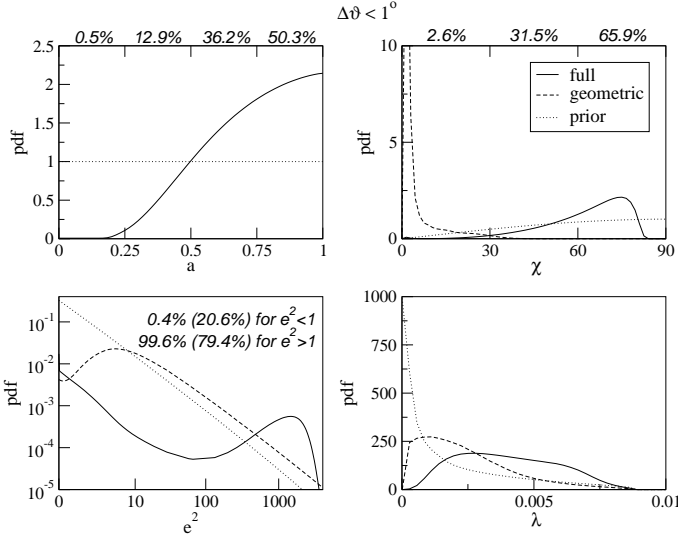 Δϑ < 1°
0.5% 12.9% 36.2% 50.3%
2.5
2
1.5
1
0.5
0
pdf
0 0.25 0.5 0.75 1
a
2.6% 31.5% 65.9%
10
5
0
pdf
full
geometric
prior
0 30 60 90
χ
10⁻¹
10⁻²
10⁻³
10⁻⁴
10⁻⁵
pdf
0.4% (20.6%) for e²<1
99.6% (79.4%) for e²>1
0 10 100 1000
e²
1000
750
500
250
0
pdf
0 0.005 0.01
λ